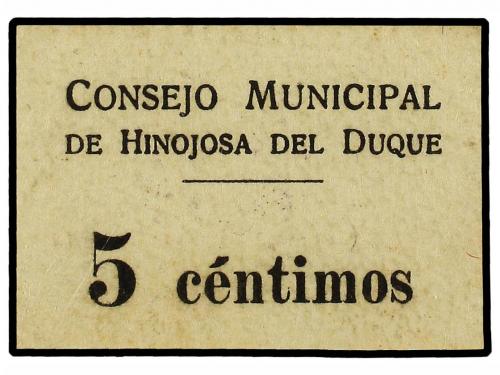 CONSEJO MUNICIPAL
DE HINOJOSA DEL DUQUE
5 céntimos